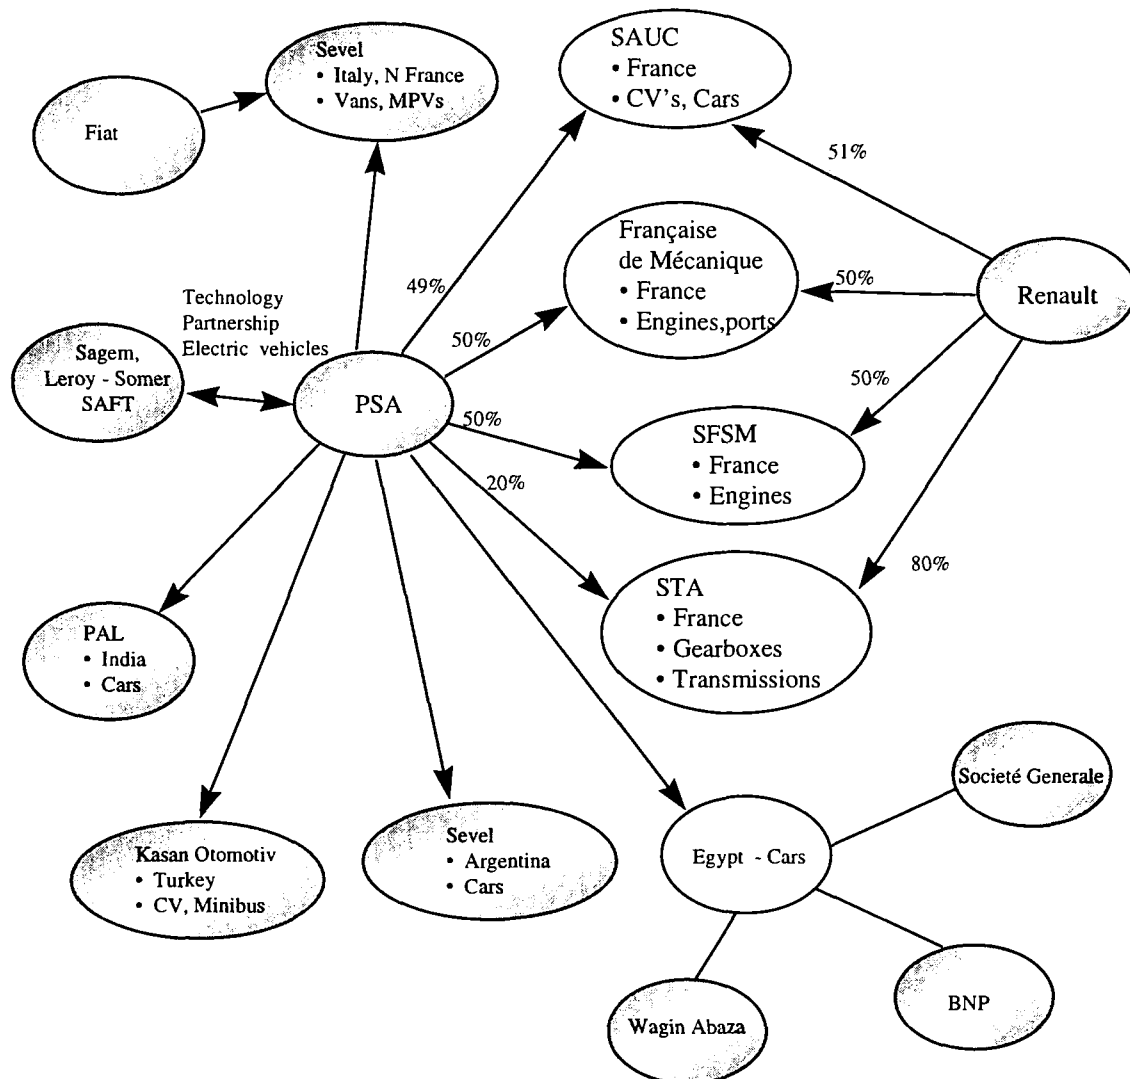 Sevel
• Italy, N France
• Vans, MPVs
SAUC
• France
• CV's, Cars
Fiat
51%
Française
de Mécanique
• France
• Engines,ports
49%
50%
50%
Renault
Technology
Partnership
Electric vehicles
Sagem,
Leroy - Somer
SAFT
PSA
50%
50%
SFSM
• France
• Engines
20%
80%
STA
• France
• Gearboxes
• Transmissions
PAL
• India
• Cars
Societé Generale
Kasan Otomotiv
• Turkey
• CV, Minibus
Sevel
• Argentina
• Cars
Egypt - Cars
BNP
Wagin Abaza